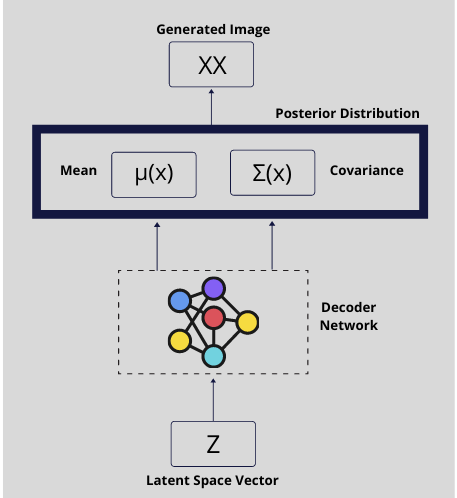 Generated Image
XX
Posterior Distribution
Mean
μ(x)
Σ(x)
Covariance
Decoder
Network
Z
Latent Space Vector